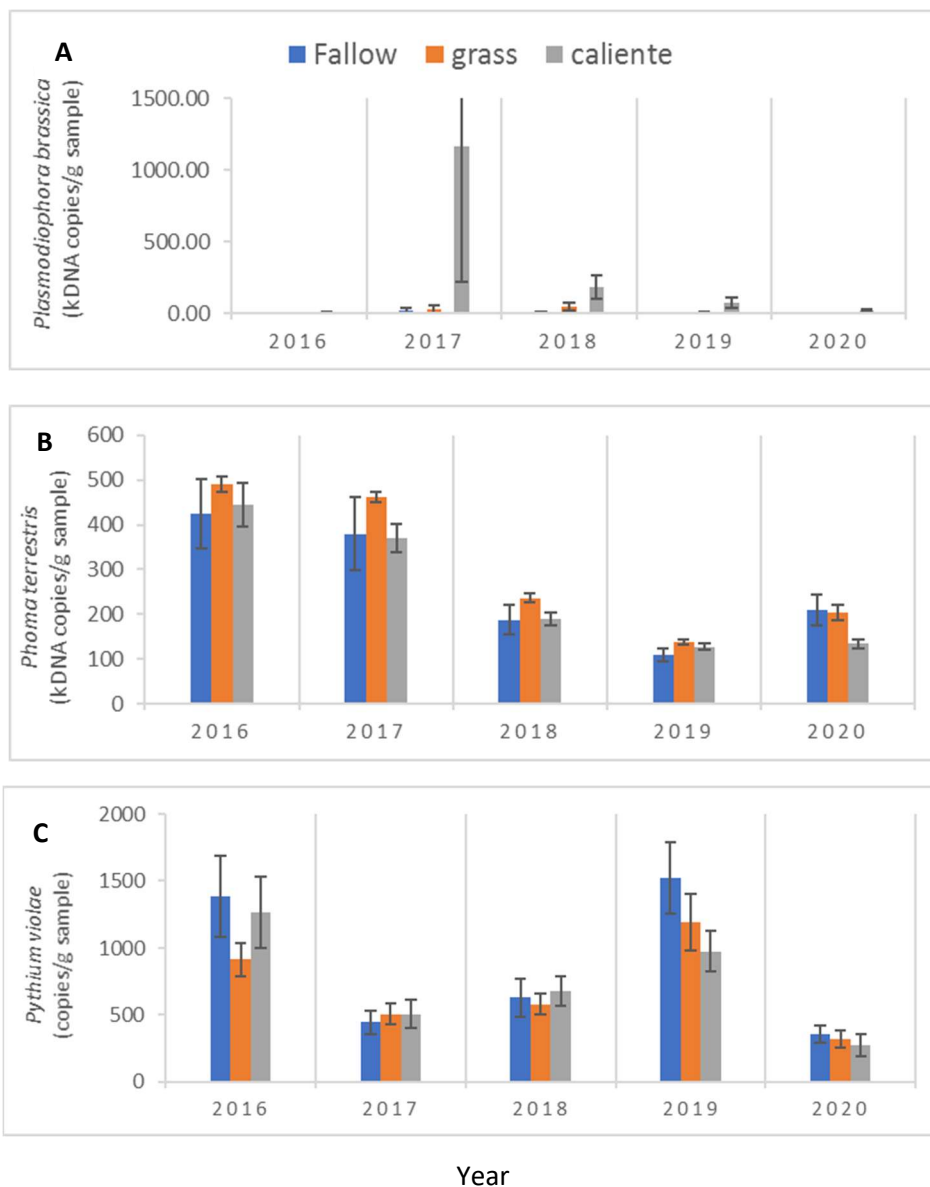 A
Fallow grass caliente
Plasmodiophora brassica
(kDNA copies/g sample)
1500.00
1000.00
500.00
0.00
2016 2017 2018 2019 2020
B
Phoma terrestris
(kDNA copies/g sample)
600
500
400
300
200
100
0
2016 2017 2018 2019 2020
C
Pythium violae
(copies/g sample)
2000
1500
1000
500
0
2016 2017 2018 2019 2020
Year